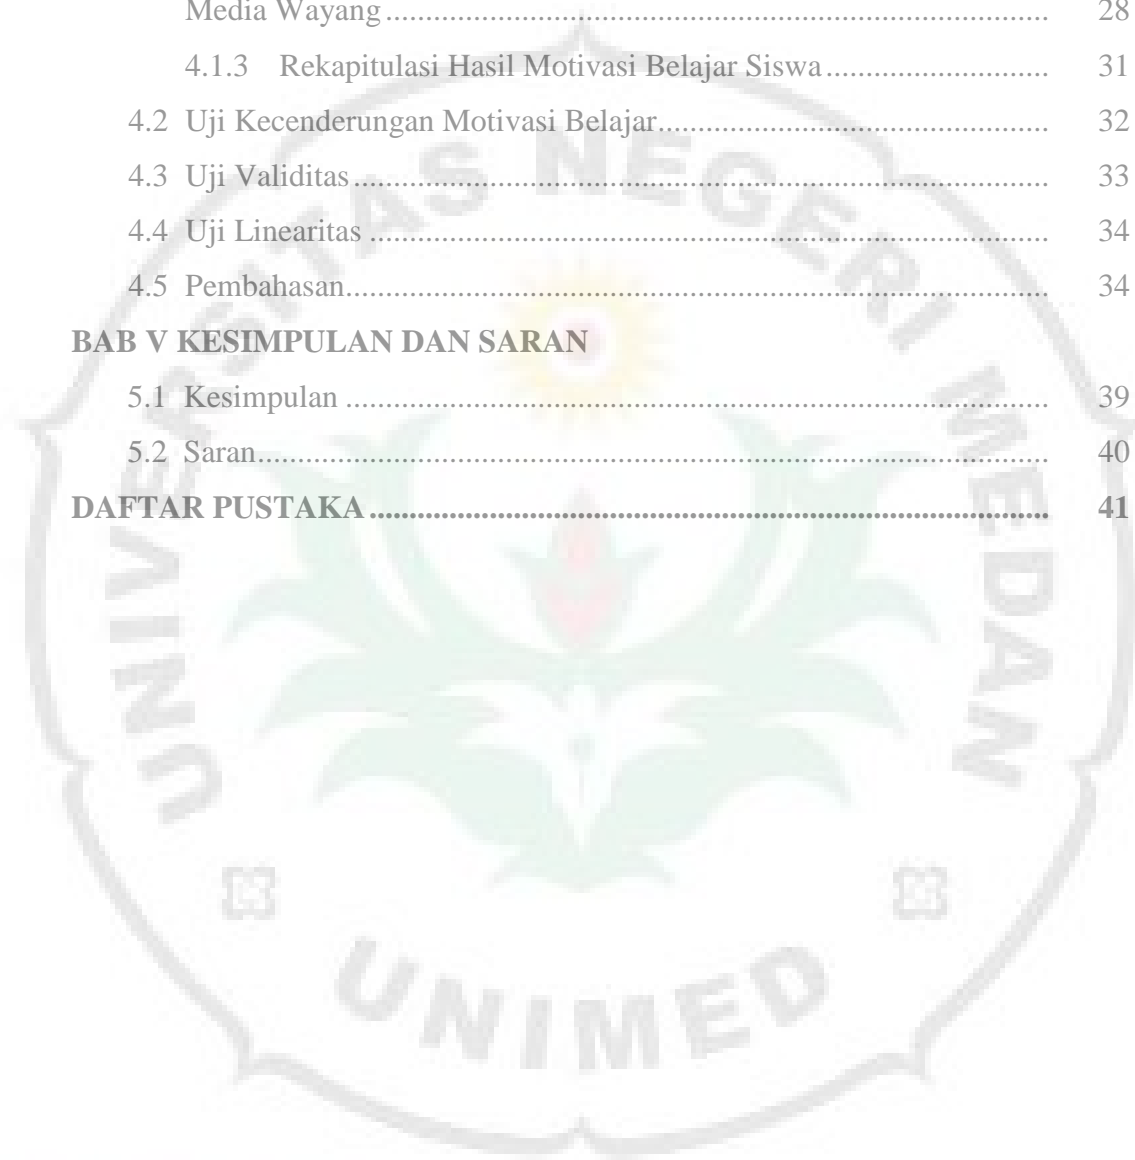 Media Wayang ........................................................................ 28
4.1.3 Rekapitulasi Hasil Motivasi Belajar Siswa ........................... 31
4.2 Uji Kecenderungan Motivasi Belajar ........................................... 32
4.3 Uji Validitas ............................................................................ 33
4.4 Uji Linearitas .......................................................................... 34
4.5 Pembahasan ............................................................................ 34
BAB V KESIMPULAN DAN SARAN
5.1 Kesimpulan ............................................................................. 39
5.2 Saran ...................................................................................... 40
DAFTAR PUSTAKA .......................................................................... 41
UNIVERSITAS NEGERI MEDAN
UNIMED